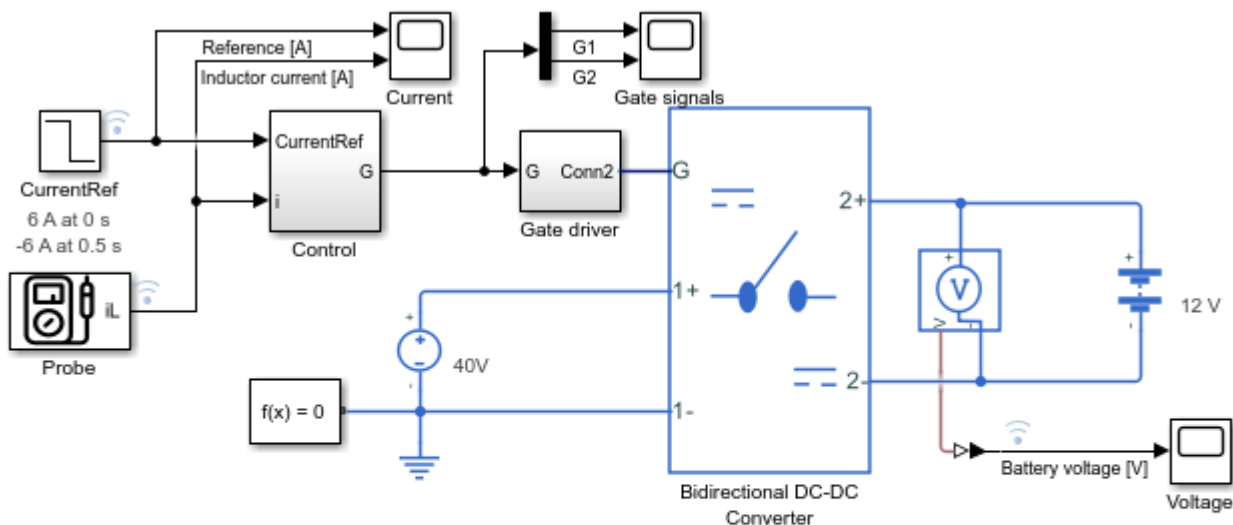 Reference [A]
Inductor current [A]
Current
G1
G2
Gate signals
CurrentRef
6 A at 0 s
-6 A at 0.5 s
CurrentRef
G
i
Control
G
Conn2
Gate driver
iL
Probe
G
1+
1-
2+
2-
Bidirectional DC-DC
Converter
+
-
40V
f(x) = 0
+
V
V
-
+
-
12 V
Battery voltage [V]
Voltage